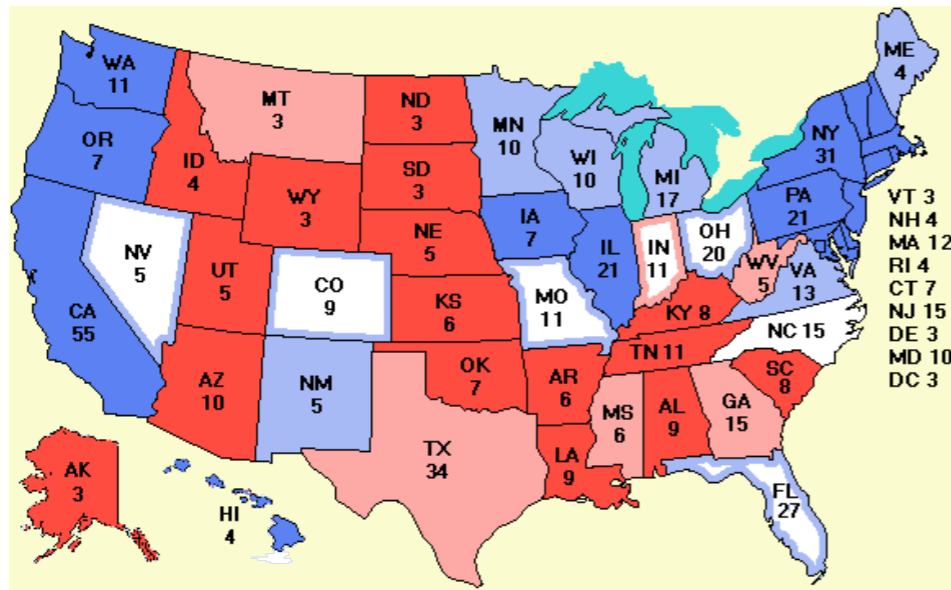 WA
11
OR
7
CA
55
NV
5
ID
4
MT
3
WY
3
UT
5
AZ
10
CO
9
NM
5
ND
3
SD
3
NE
5
KS
6
OK
7
TX
34
MN
10
IA
7
MO
11
AR
6
LA
9
WI
10
IL
21
MI
17
IN
11
OH
20
KY 8
TN 11
MS
6
AL
9
GA
15
FL
27
SC
8
NC 15
VA
13
WV
5
PA
21
NY
31
ME
4
VT 3
NH 4
MA 12
RI 4
CT 7
NJ 15
DE 3
MD 10
DC 3
AK
3
HI
4